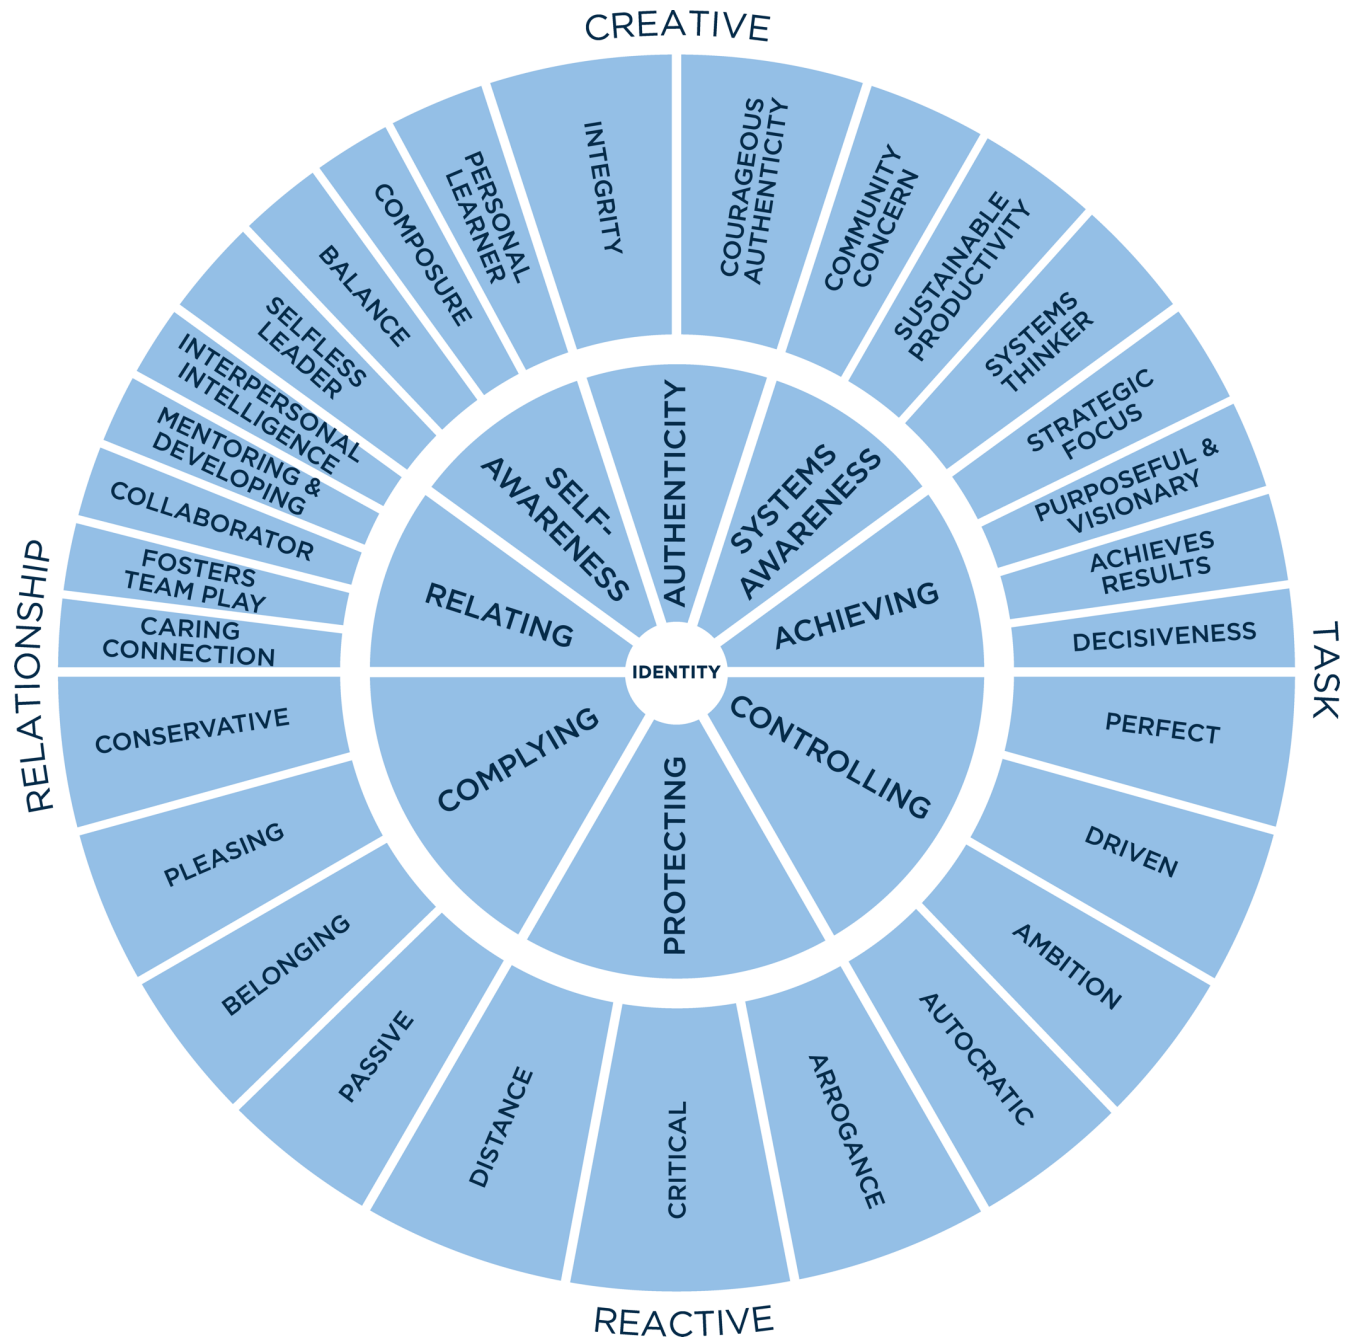 CREATIVE
INTEGRITY
COURAGEOUS
AUTHENTICITY
COMMUNITY
CONCERN
SUSTAINABLE
PRODUCTIVITY
SYSTEMS
THINKER
STRATEGIC
FOCUS
PURPOSEFUL &
VISIONARY
ACHIEVES
RESULTS
DECISIVENESS
TASK
PERFECT
DRIVEN
AMBITION
AUTOCRATIC
ARROGANCE
CRITICAL
DISTANCE
PASSIVE
BELONGING
PLEASING
CONSERVATIVE
RELATIONSHIP
CARING
CONNECTION
FOSTERS
TEAM PLAY
COLLABORATOR
MENTORING &
DEVELOPING
INTERPERSONAL
INTELLIGENCE
SELFLESS
LEADER
BALANCE
COMPOSURE
PERSONAL
LEARNER
RELATING
SELF-
AWARENESS
AUTHENTICITY
SYSTEMS
AWARENESS
ACHIEVING
IDENTITY
CONTROLLING
PROTECTING
COMPLYING
REACTIVE